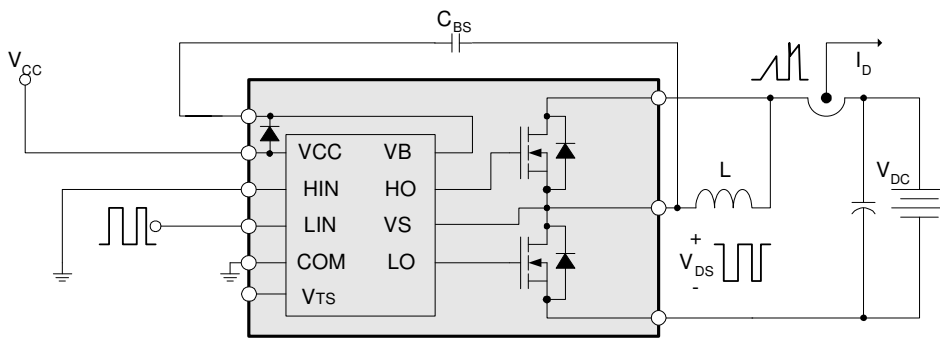 C_BS
V_CC
I_D
VCC VB
HIN HO
LIN VS
COM LO
VTS
L
V_DC
+
V_DS
-